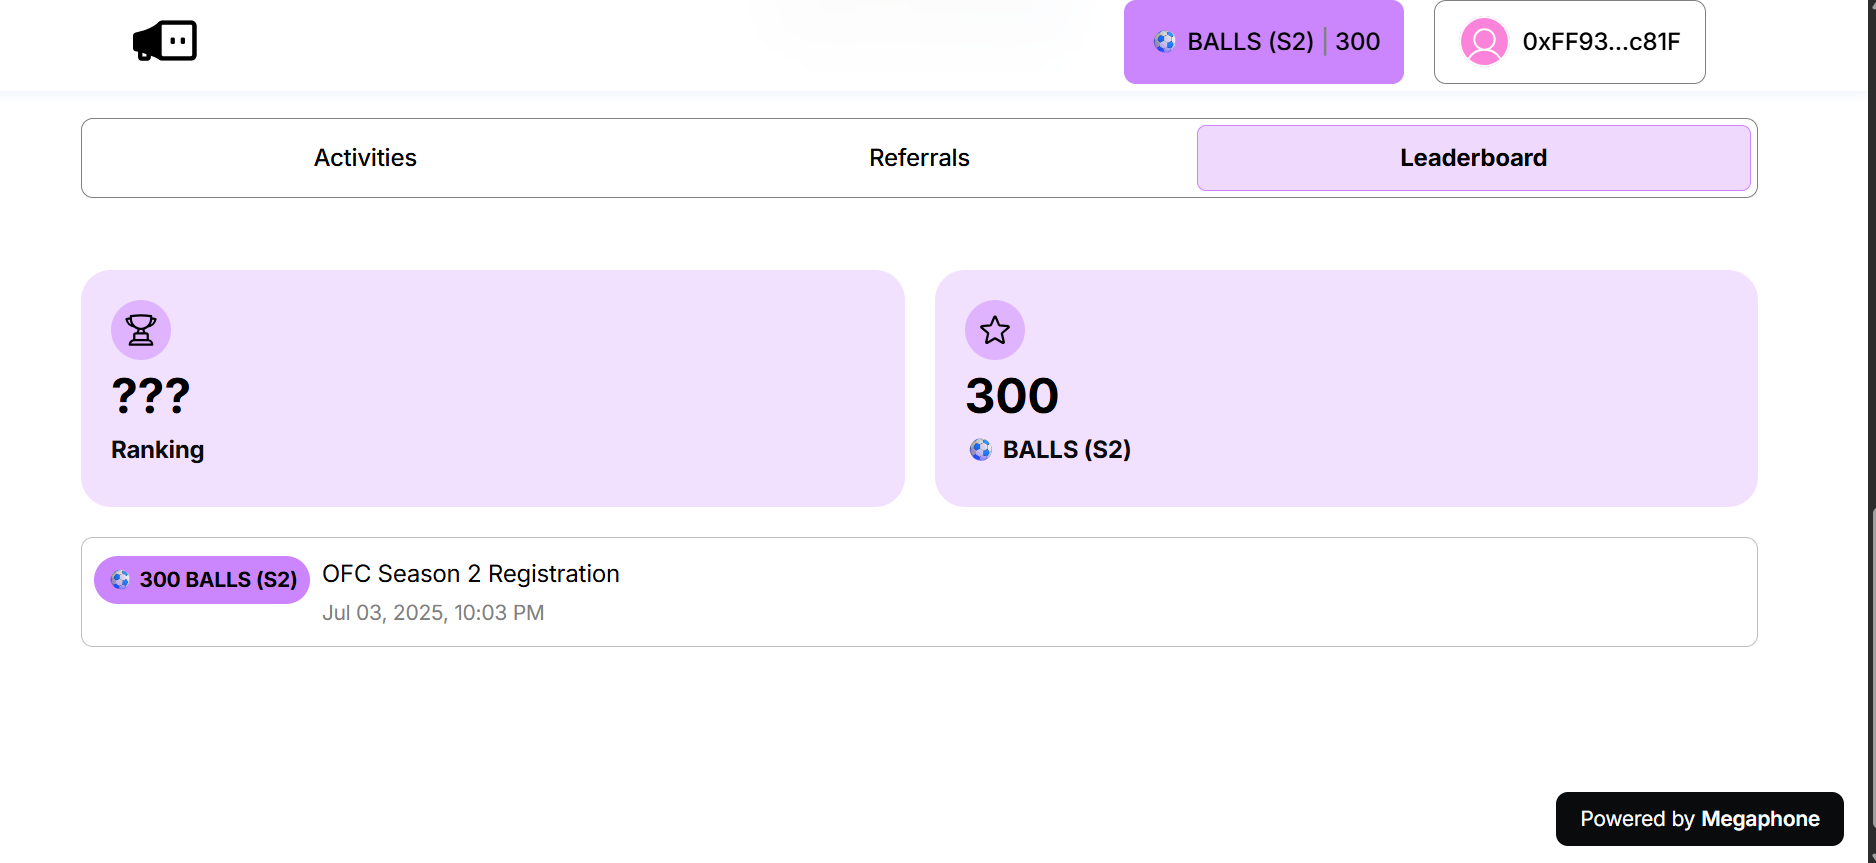 BALLS (S2) | 300
0xFF93...c81F
Activities
Referrals
Leaderboard
???
Ranking
300
BALLS (S2)
300 BALLS (S2)
OFC Season 2 Registration
Jul 03, 2025, 10:03 PM
Powered by Megaphone